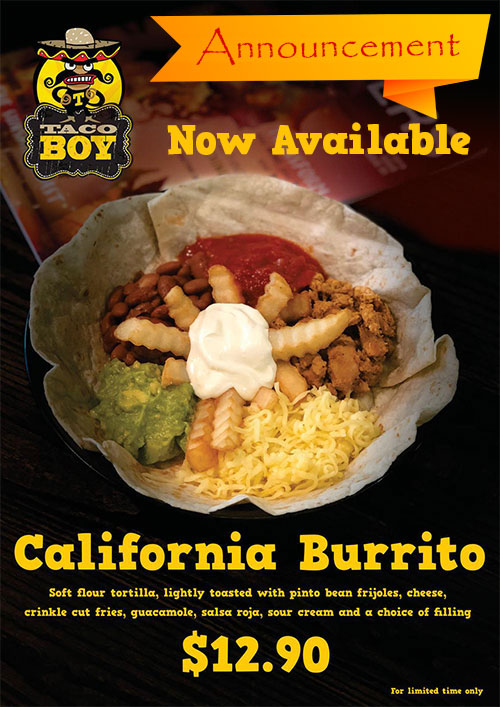 Announcement
TACO
BOY
Now Available
California Burrito
Soft flour tortilla, lightly toasted with pinto bean frijoles, cheese,
crinkle cut fries, guacamole, salsa roja, sour cream and a choice of filling
$12.90
For limited time only